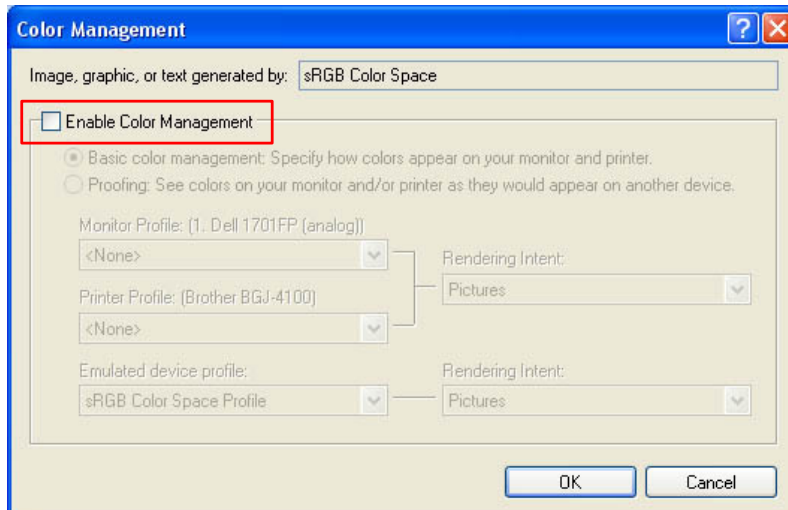 Color Management
Image, graphic, or text generated by: sRGB Color Space
Enable Color Management
Basic color management: Specify how colors appear on your monitor and printer.
Proofing: See colors on your monitor and/or printer as they would appear on another device.
Monitor Profile: (1. Dell 1701FP (analog))
<None>
Rendering Intent:
Pictures
Printer Profile: (Brother BGJ-4100)
<None>
Emulated device profile:
Rendering Intent:
sRGB Color Space Profile
Pictures
OK
Cancel